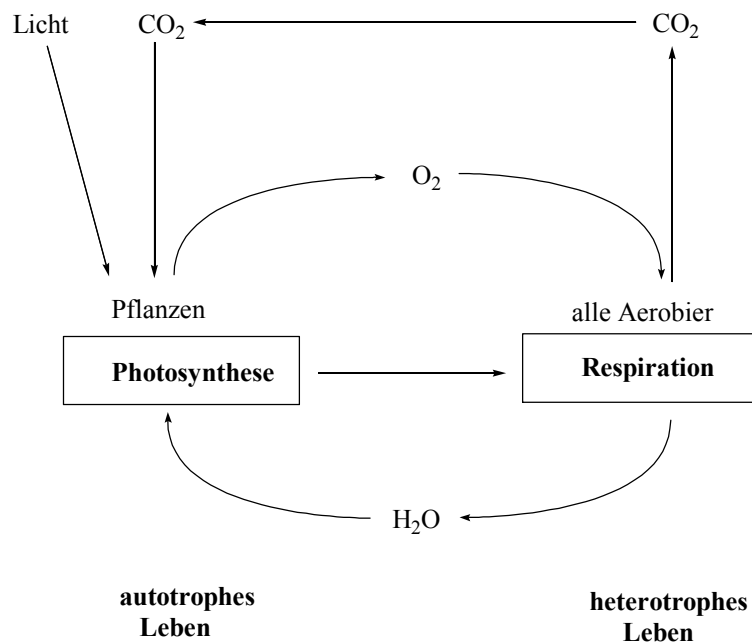 Licht CO₂ CO₂
O₂
Pflanzen alle Aerobier
Photosynthese Respiration
H₂O
autotrophes heterotrophes
Leben Leben